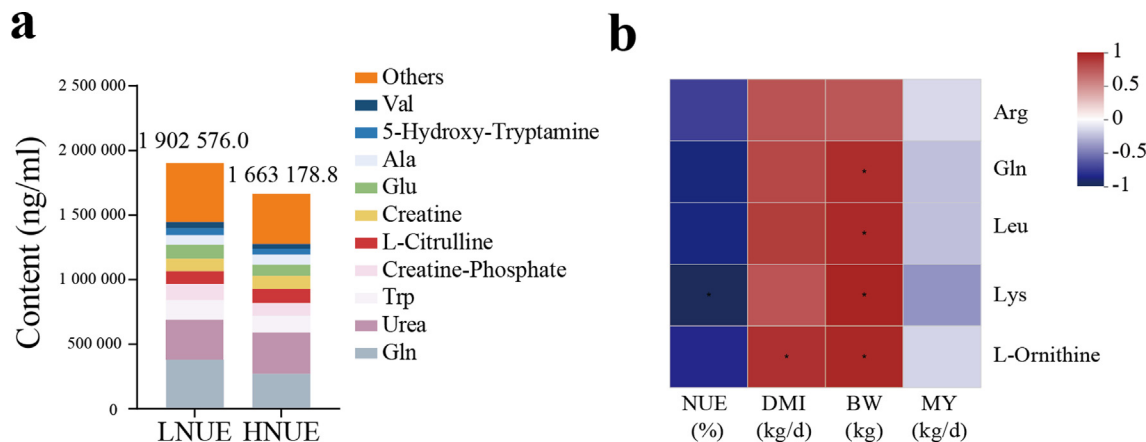 a
Content (ng/ml)
2 500 000
2 000 000
1 500 000
1 000 000
500 000
0
1 902 576.0
1 663 178.8
LNUE HNUE
Others
Val
5-Hydroxy-Tryptamine
Ala
Glu
Creatine
L-Citrulline
Creatine-Phosphate
Trp
Urea
Gln
b
Arg
Gln
Leu
Lys
L-Ornithine
* * * * * *
NUE DMI BW MY
(%) (kg/d) (kg) (kg/d)
1
0.5
0
-0.5
-1